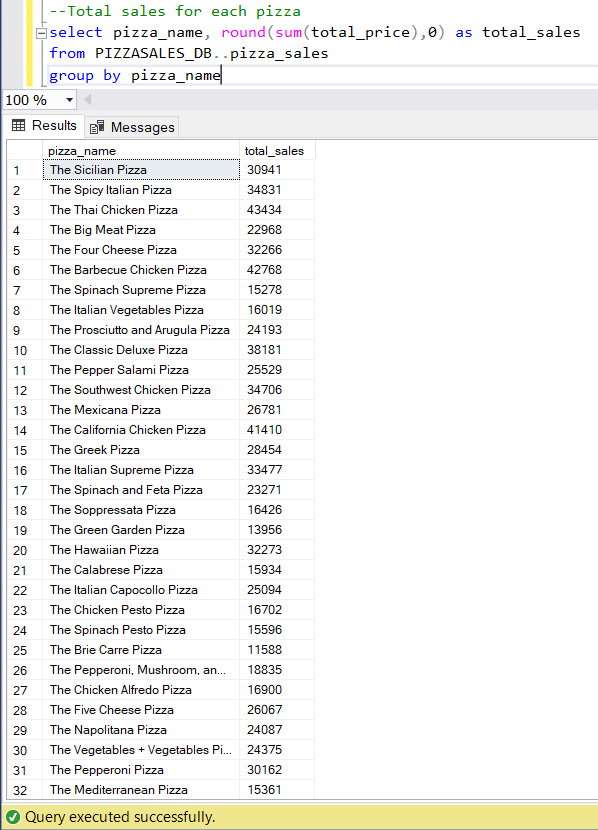 --Total sales for each pizza
select pizza_name, round(sum(total_price),0) as total_sales
from PIZZASALES_DB..pizza_sales
group by pizza_name
100 %
Results Messages
pizza_name total_sales
1 The Sicilian Pizza 30941
2 The Spicy Italian Pizza 34831
3 The Thai Chicken Pizza 43434
4 The Big Meat Pizza 22968
5 The Four Cheese Pizza 32266
6 The Barbecue Chicken Pizza 42768
7 The Spinach Supreme Pizza 15278
8 The Italian Vegetables Pizza 16019
9 The Prosciutto and Arugula Pizza 24193
10 The Classic Deluxe Pizza 38181
11 The Pepper Salami Pizza 25529
12 The Southwest Chicken Pizza 34706
13 The Mexicana Pizza 26781
14 The California Chicken Pizza 41410
15 The Greek Pizza 28454
16 The Italian Supreme Pizza 33477
17 The Spinach and Feta Pizza 23271
18 The Soppressata Pizza 16426
19 The Green Garden Pizza 13956
20 The Hawaiian Pizza 32273
21 The Calabrese Pizza 15934
22 The Italian Capocollo Pizza 25094
23 The Chicken Pesto Pizza 16702
24 The Spinach Pesto Pizza 15596
25 The Brie Carre Pizza 11588
26 The Pepperoni, Mushroom, an... 18835
27 The Chicken Alfredo Pizza 16900
28 The Five Cheese Pizza 26067
29 The Napolitana Pizza 24087
30 The Vegetables + Vegetables Pi... 24375
31 The Pepperoni Pizza 30162
32 The Mediterranean Pizza 15361
Query executed successfully.